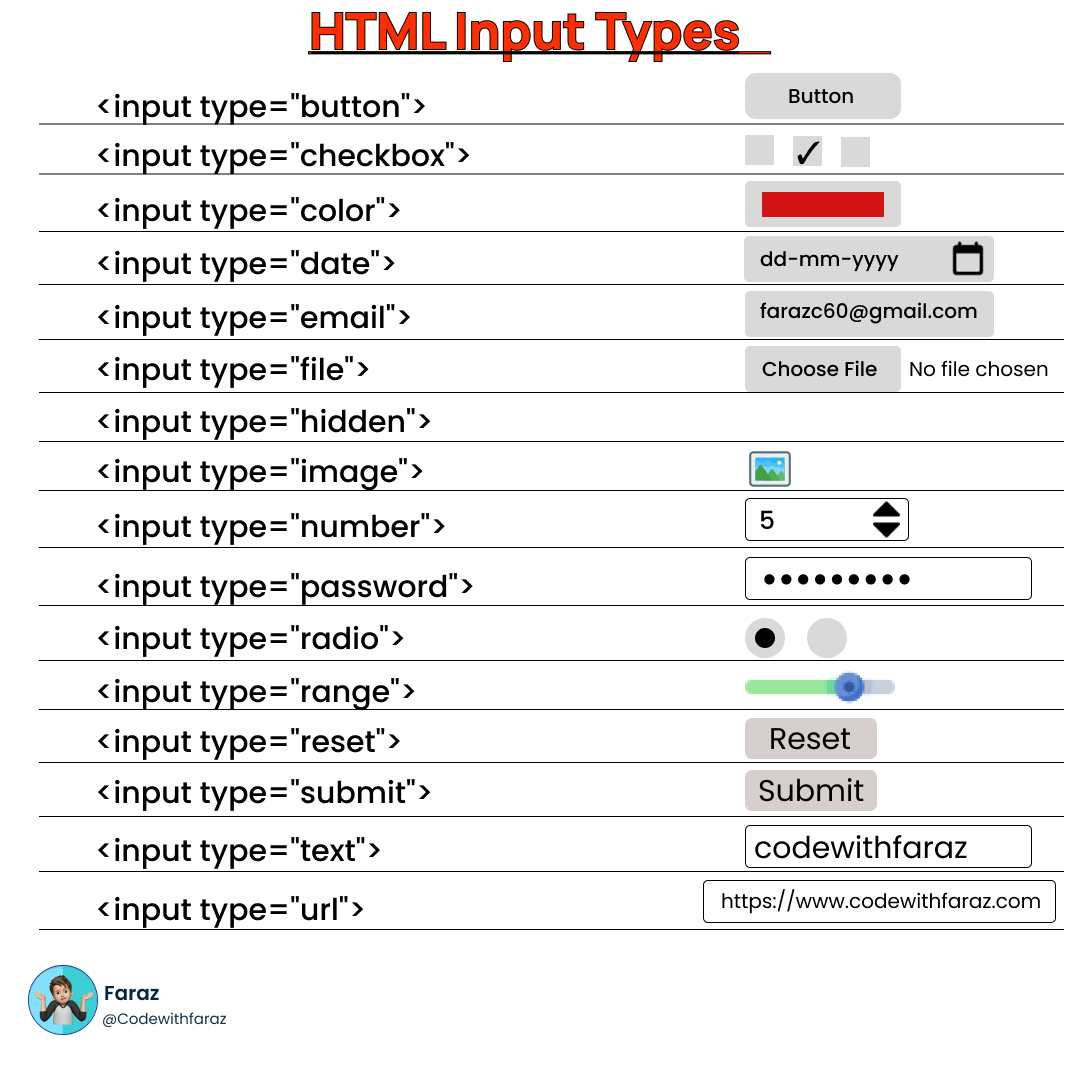 HTML Input Types
<input type="button"> Button
<input type="checkbox">
<input type="color">
<input type="date"> dd-mm-yyyy
<input type="email"> farazc60@gmail.com
<input type="file"> Choose File No file chosen
<input type="hidden">
<input type="image">
<input type="number"> 5
<input type="password">
<input type="radio">
<input type="range">
<input type="reset"> Reset
<input type="submit"> Submit
<input type="text"> codewithfaraz
<input type="url"> https://www.codewithfaraz.com
Faraz
@Codewithfaraz